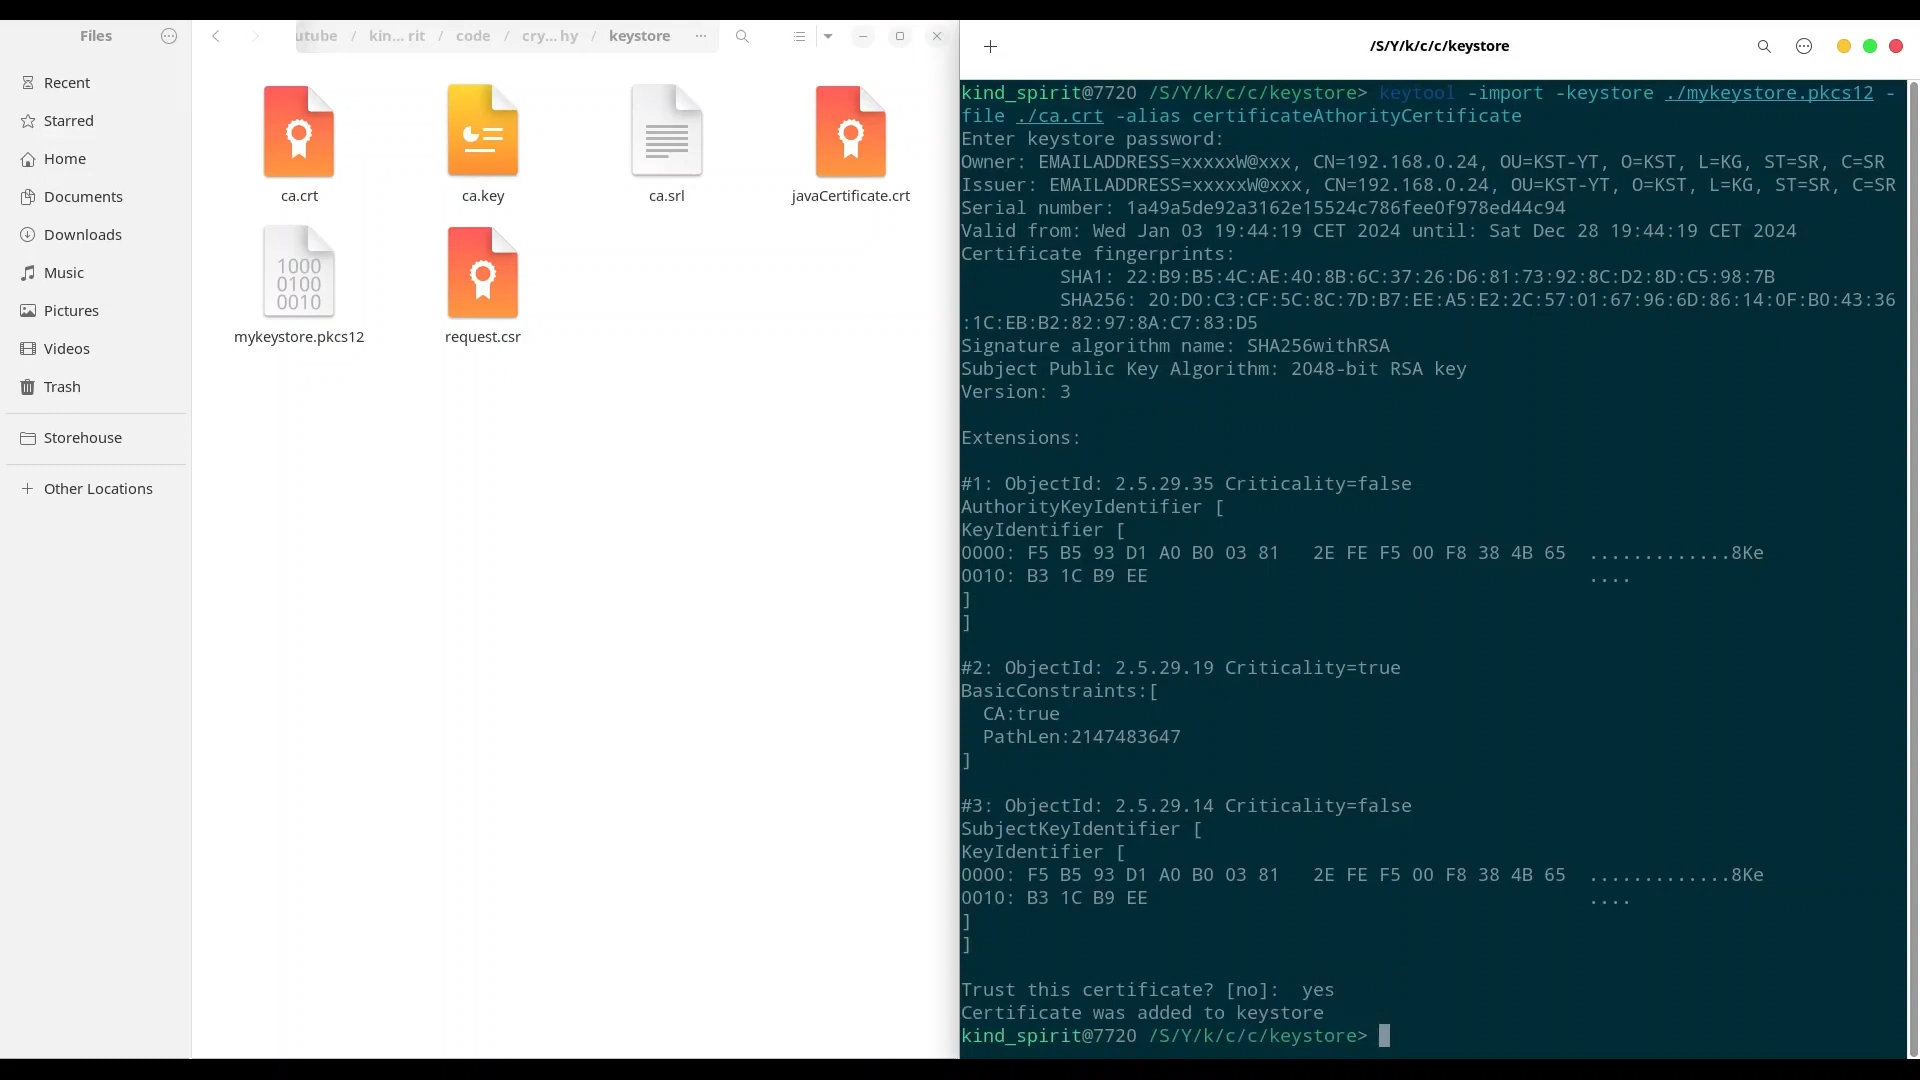 Files
utube / kin... rit / code / cry... hy / keystore ...
Recent
Starred
Home
Documents
Downloads
Music
Pictures
Videos
Trash
Storehouse
+ Other Locations
ca.crt
ca.key
ca.srl
javaCertificate.crt
1000
0100
0010
mykeystore.pkcs12
request.csr
/S/Y/k/c/c/keystore
kind_spirit@7720 /S/Y/k/c/c/keystore> keytool -import -keystore ./mykeystore.pkcs12 -
file ./ca.crt -alias certificateAthorityCertificate
Enter keystore password:
Owner: EMAILADDRESS=xxxxxW@xxx, CN=192.168.0.24, OU=KST-YT, O=KST, L=KG, ST=SR, C=SR
Issuer: EMAILADDRESS=xxxxxW@xxx, CN=192.168.0.24, OU=KST-YT, O=KST, L=KG, ST=SR, C=SR
Serial number: 1a49a5de92a3162e15524c786fee0f978ed44c94
Valid from: Wed Jan 03 19:44:19 CET 2024 until: Sat Dec 28 19:44:19 CET 2024
Certificate fingerprints:
SHA1: 22:B9:B5:4C:AE:40:8B:6C:37:26:D6:81:73:92:8C:D2:8D:C5:98:7B
SHA256: 20:D0:C3:CF:5C:8C:7D:B7:EE:A5:E2:2C:57:01:67:96:6D:86:14:0F:B0:43:36
:1C:EB:B2:82:97:8A:C7:83:D5
Signature algorithm name: SHA256withRSA
Subject Public Key Algorithm: 2048-bit RSA key
Version: 3
Extensions:
#1: ObjectId: 2.5.29.35 Criticality=false
AuthorityKeyIdentifier [
KeyIdentifier [
0000: F5 B5 93 D1 A0 B0 03 81   2E FE F5 00 F8 38 4B 65  .............8Ke
0010: B3 1C B9 EE                                        ....
]
]
#2: ObjectId: 2.5.29.19 Criticality=true
BasicConstraints:[
CA:true
PathLen:2147483647
]
#3: ObjectId: 2.5.29.14 Criticality=false
SubjectKeyIdentifier [
KeyIdentifier [
0000: F5 B5 93 D1 A0 B0 03 81   2E FE F5 00 F8 38 4B 65  .............8Ke
0010: B3 1C B9 EE                                        ....
]
]
Trust this certificate? [no]:  yes
Certificate was added to keystore
kind_spirit@7720 /S/Y/k/c/c/keystore>